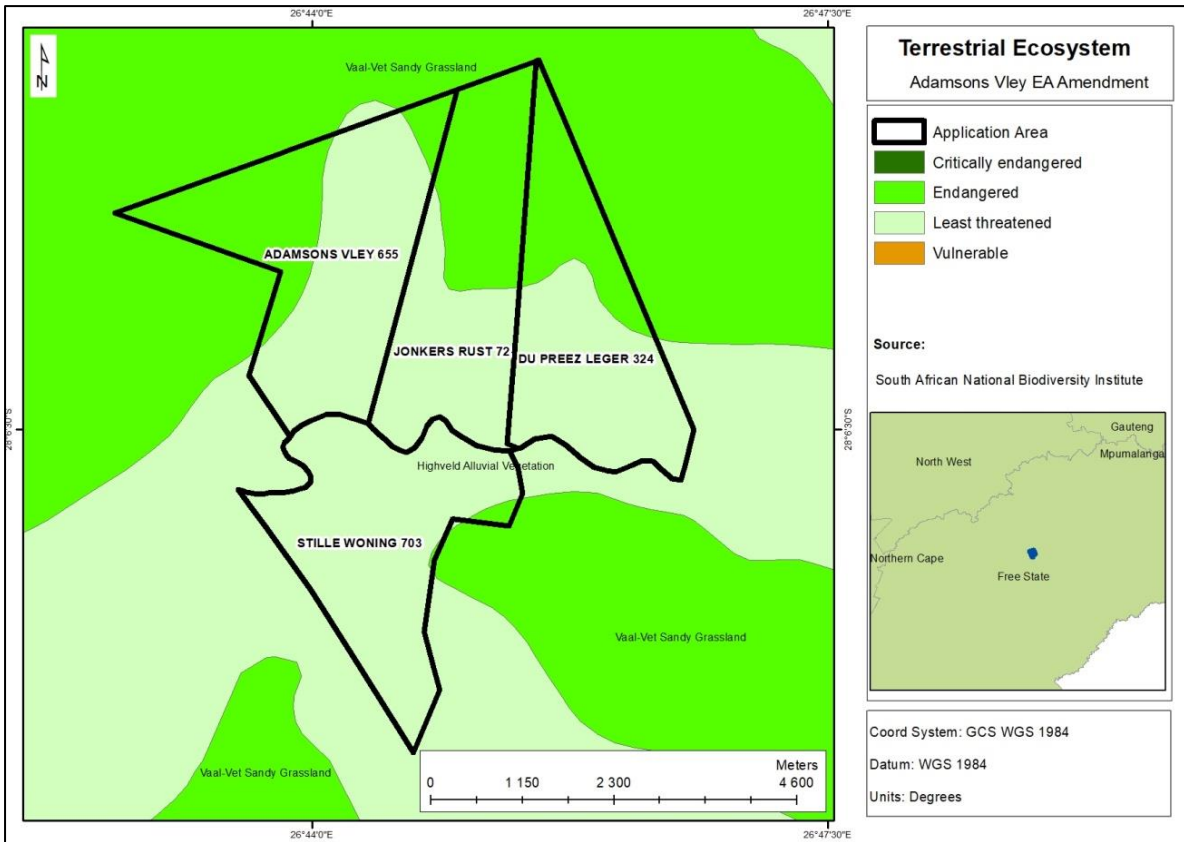 26°44'0"E
26°47'30"E
N
Vaal-Vet Sandy Grassland
ADAMSONS VLEY 655
JONKERS RUST 72
DU PREEZ LEGER 324
28°6'30"S
28°6'30"S
Highveld Alluvial Vegetation
STILLE WONING 703
Vaal-Vet Sandy Grassland
Vaal-Vet Sandy Grassland
Meters
0 1 150 2 300 4 600
26°44'0"E
26°47'30"E
Terrestrial Ecosystem
Adamsons Vley EA Amendment
Application Area
Critically endangered
Endangered
Least threatened
Vulnerable
Source:
South African National Biodiversity Institute
Gauteng
North West
Mpumalanga
Northern Cape
Free State
Coord System: GCS WGS 1984
Datum: WGS 1984
Units: Degrees